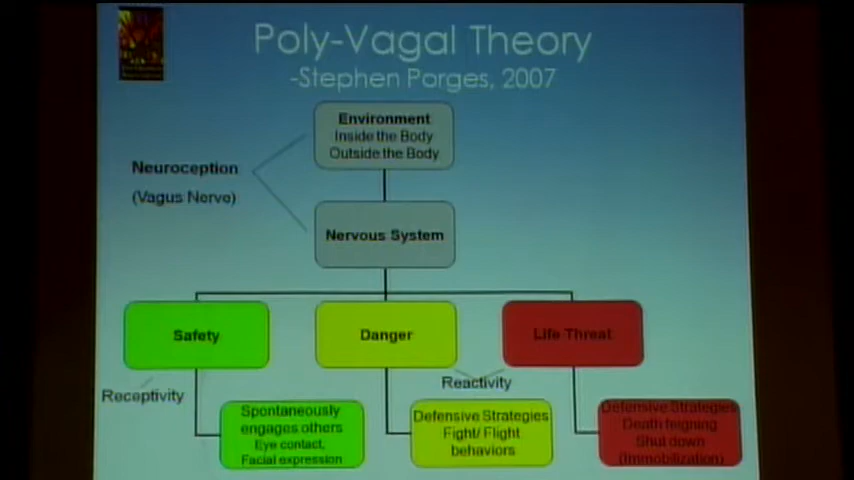 Poly-Vagal Theory
-Stephen Porges, 2007
Environment
Inside the Body
Outside the Body
Neuroception
(Vagus Nerve)
Nervous System
Safety
Danger
Life Threat
Receptivity
Reactivity
Spontaneously
engages others
Eye contact,
Facial expression
Defensive Strategies
Fight/ Flight
behaviors
Defensive Strategies
Death feigning
Shut down
(Immobilization)